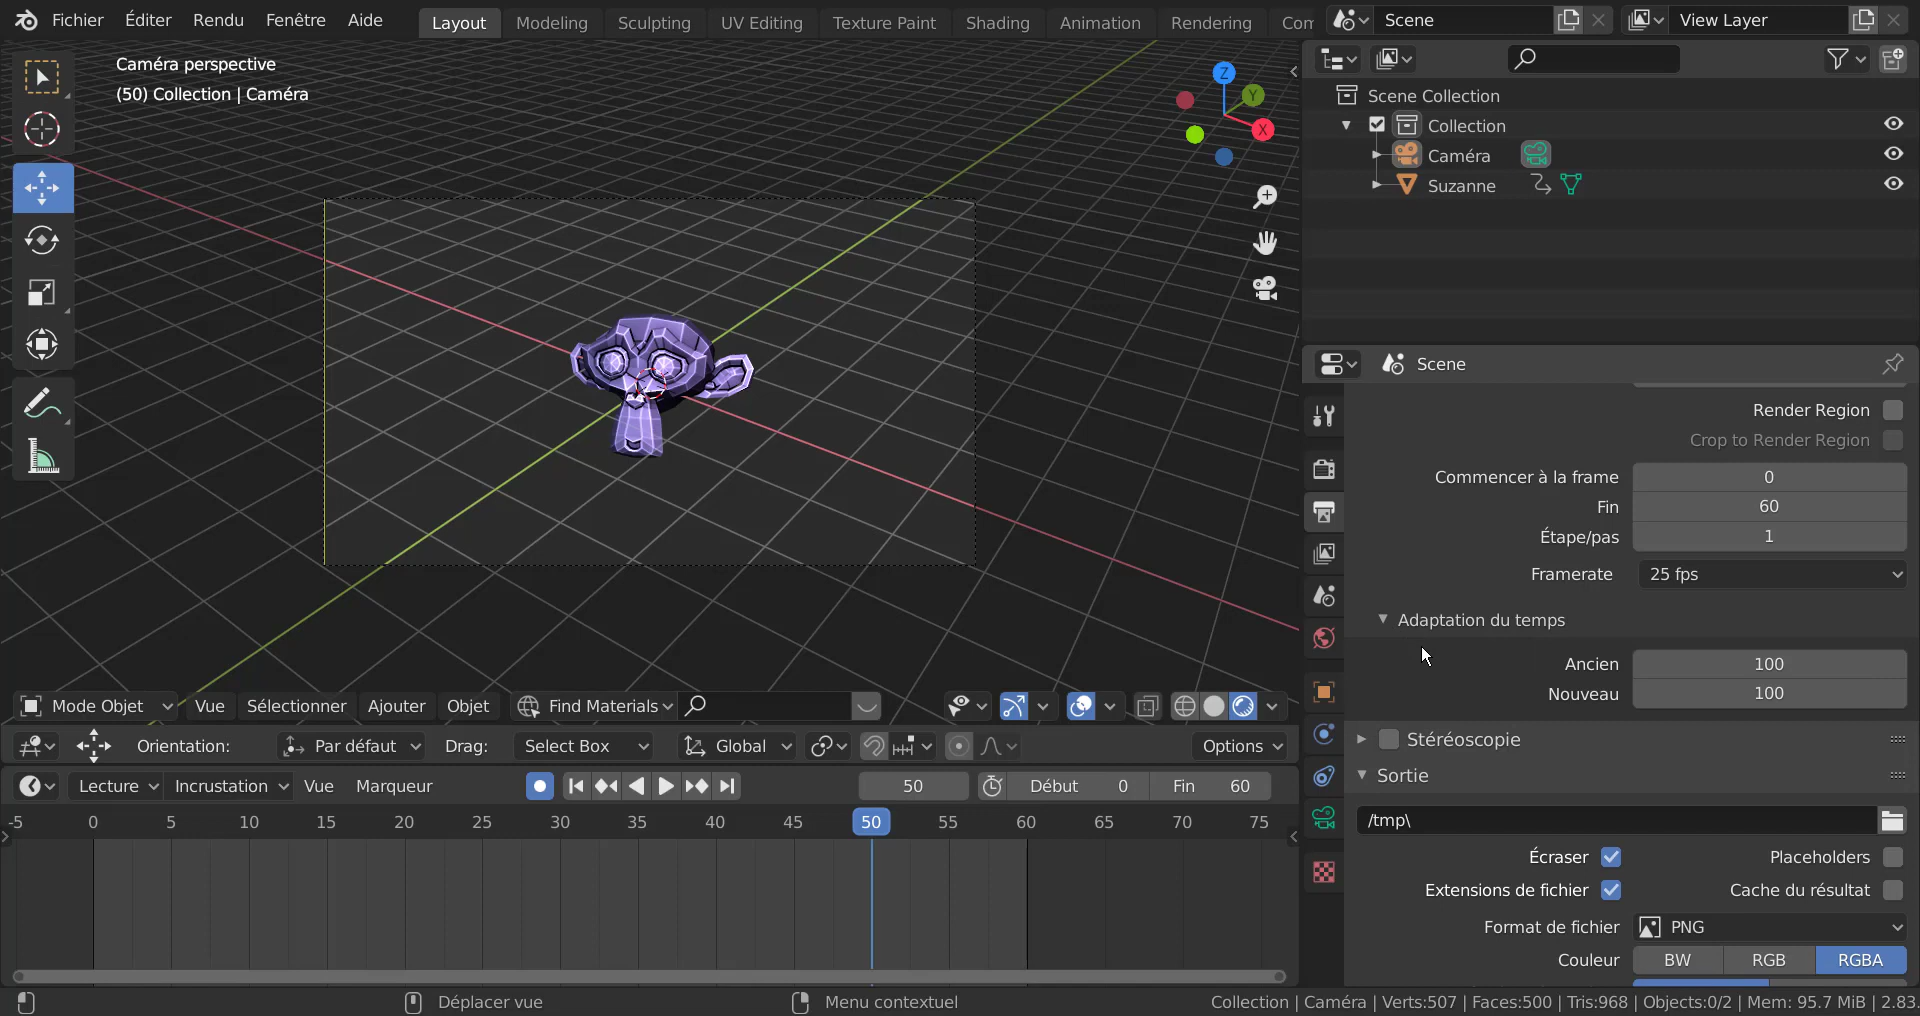 Fichier Éditer Rendu Fenêtre Aide
Layout Modeling Sculpting UV Editing Texture Paint Shading Animation Rendering Com
Scene
View Layer
Caméra perspective
(50) Collection | Caméra
Z
Y
X
Scene Collection
Collection
Caméra
Suzanne
Scene
Render Region
Crop to Render Region
Commencer à la frame 0
Fin 60
Étape/pas 1
Framerate 25 fps
Adaptation du temps
Ancien 100
Nouveau 100
Stéréoscopie
Sortie
/tmp\
Écraser Placeholders
Extensions de fichier Cache du résultat
Format de fichier PNG
Couleur BW RGB RGBA
Mode Objet Vue Sélectionner Ajouter Objet Find Materials
Orientation: Par défaut Drag: Select Box Global Options
Lecture Incrustation Vue Marqueur 50 Début 0 Fin 60
-5 0 5 10 15 20 25 30 35 40 45 50 55 60 65 70 75
Déplacer vue Menu contextuel Collection | Caméra | Verts:507 | Faces:500 | Tris:968 | Objects:0/2 | Mem: 95.7 MiB | 2.83.